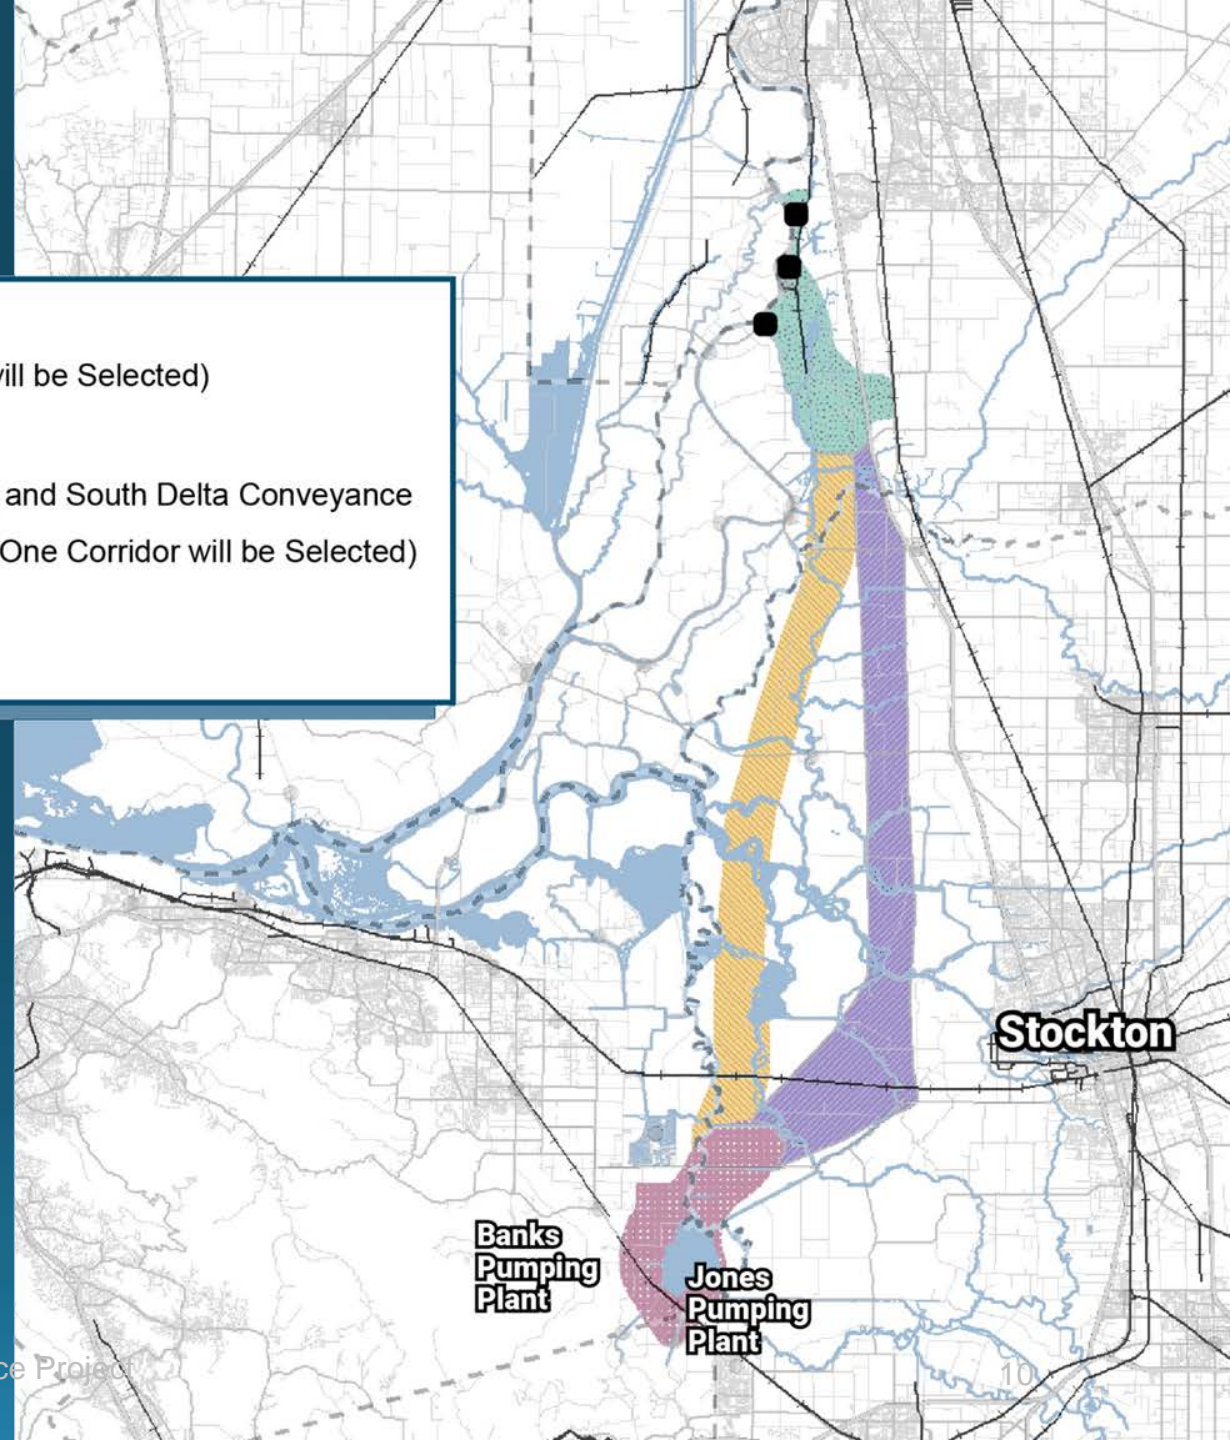 will be Selected)
and South Delta Conveyance
One Corridor will be Selected)
Stockton
Banks
Pumping
Plant
Jones
Pumping
Plant
ce Project
10